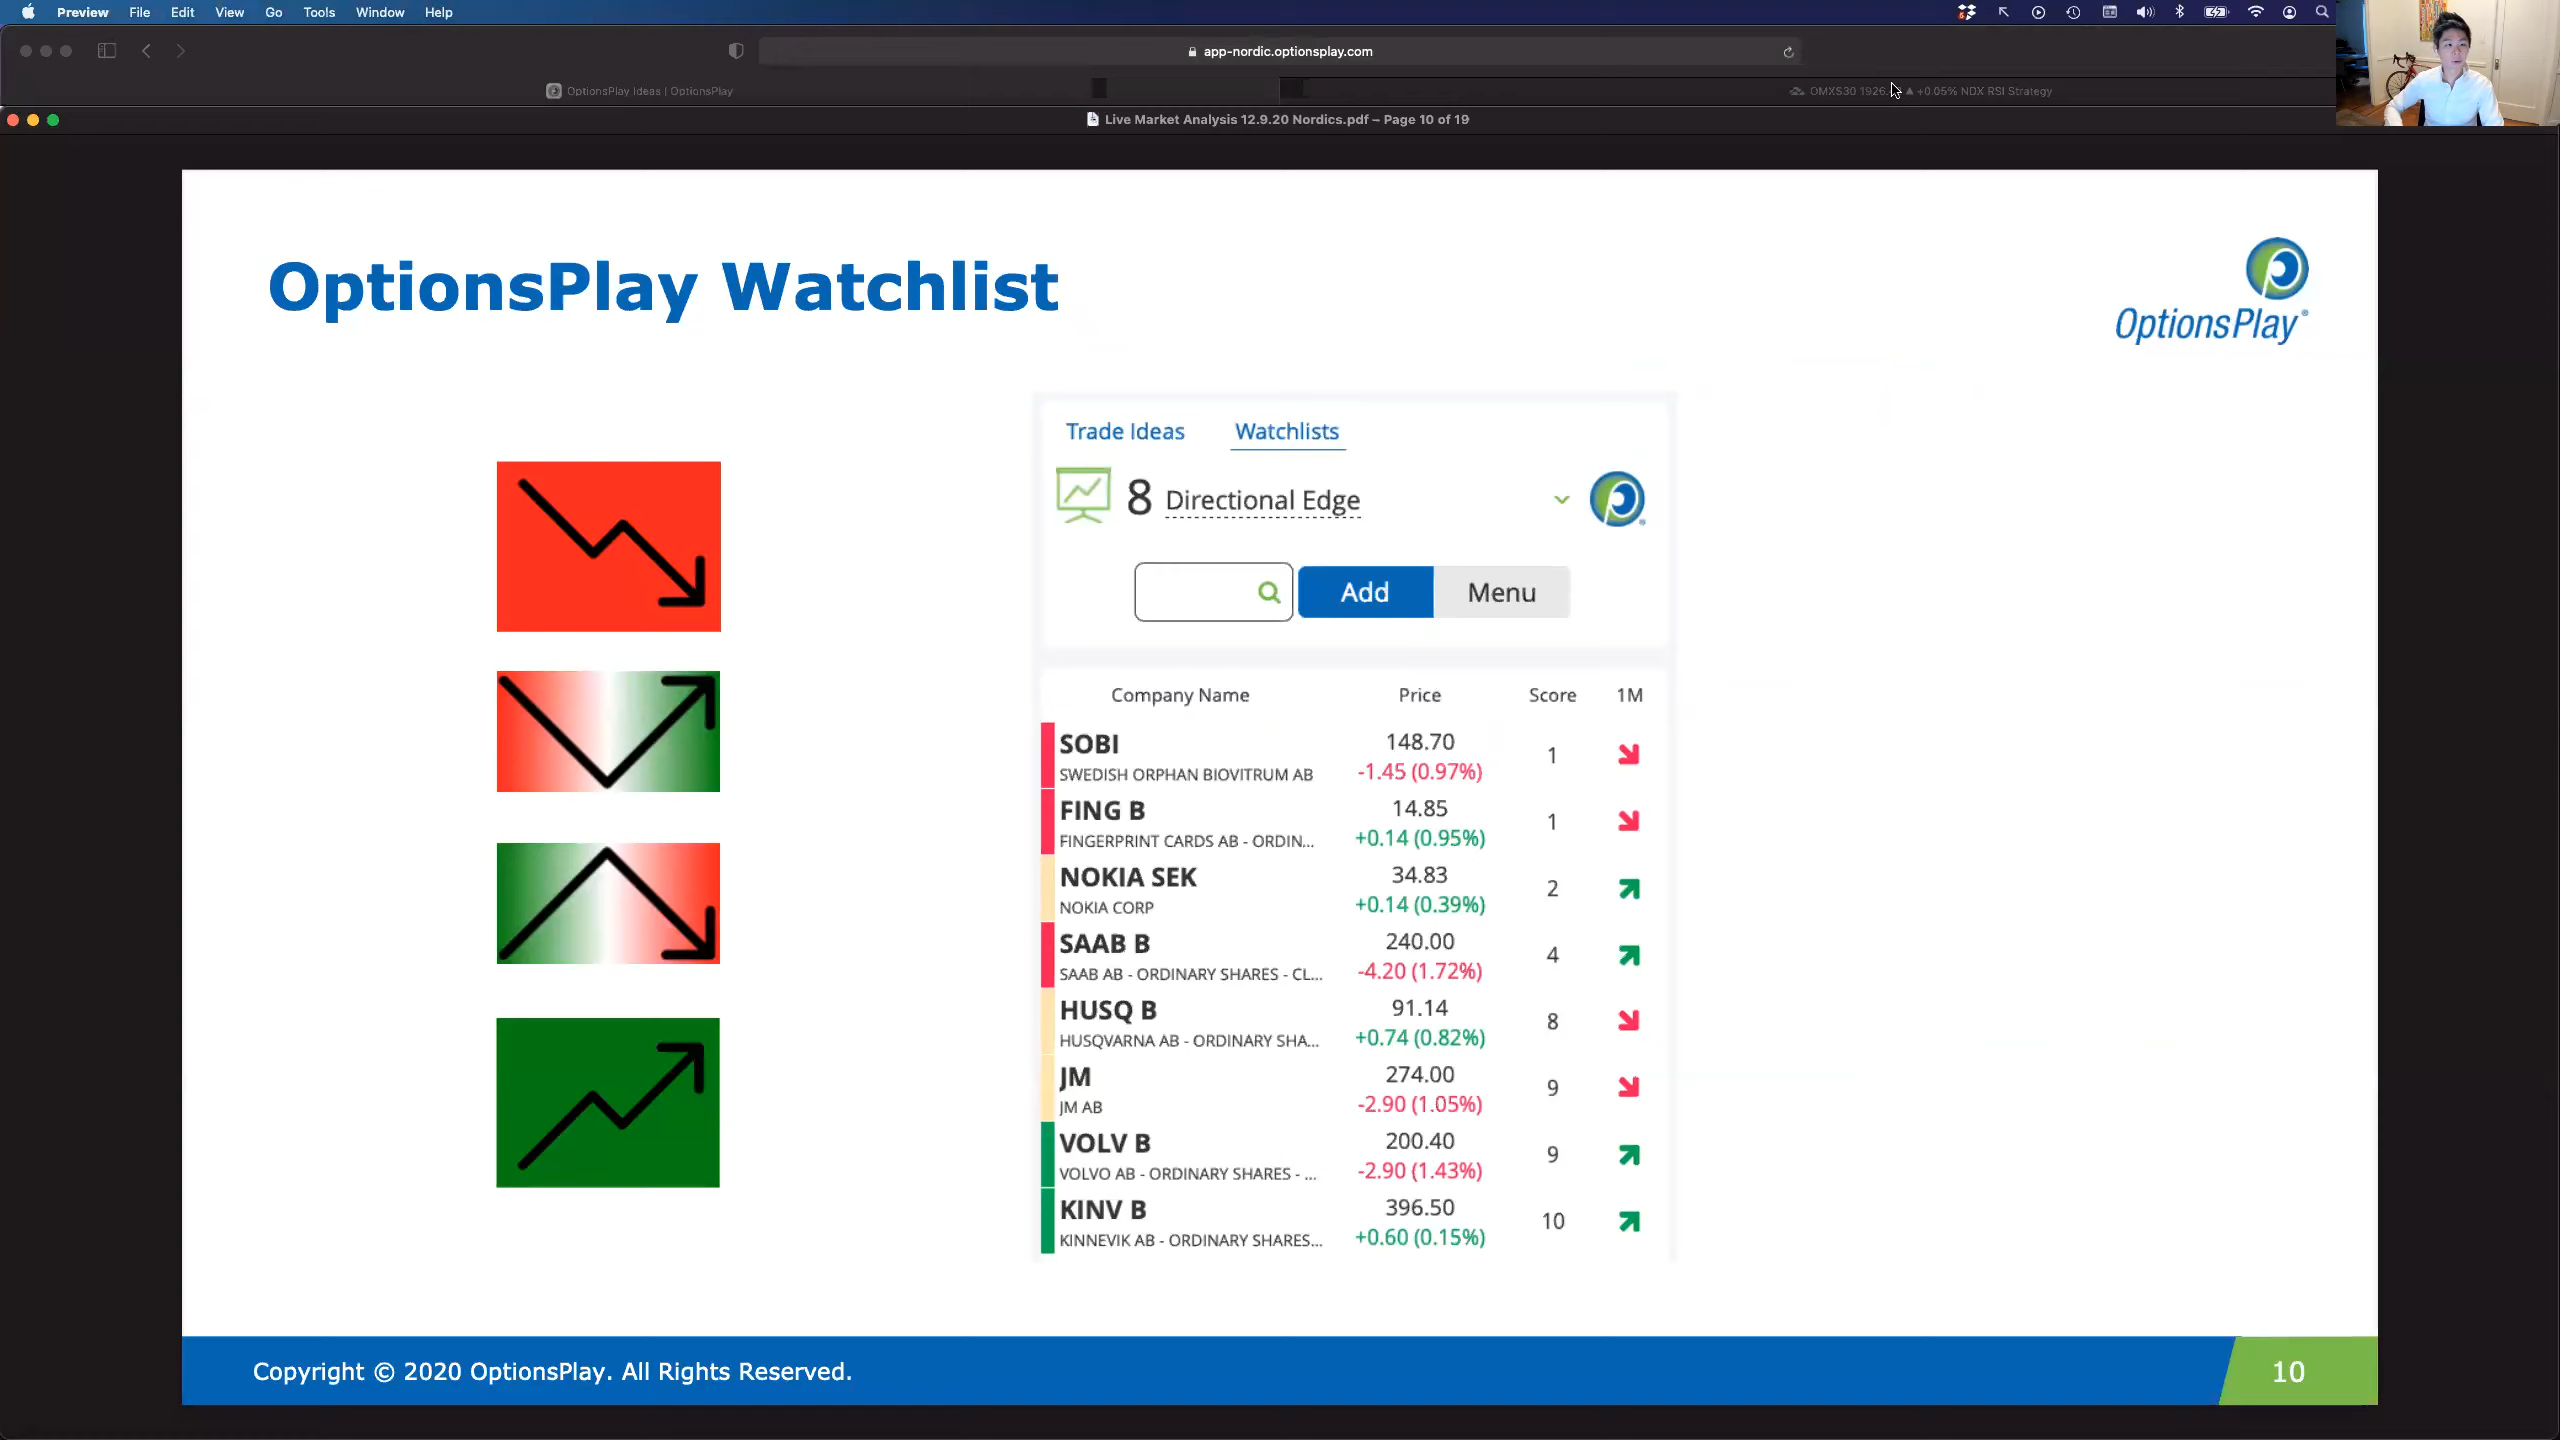 Preview File Edit View Go Tools Window Help
app-nordic.optionsplay.com
OptionsPlay Ideas | OptionsPlay
OMXS30 1926. ▲ +0.05% NDX RSI Strategy
Live Market Analysis 12.9.20 Nordics.pdf – Page 10 of 19
OptionsPlay Watchlist
OptionsPlay®
Trade Ideas Watchlists
8 Directional Edge
Add Menu
Company Name Price Score 1M
SOBI 148.70
SWEDISH ORPHAN BIOVITRUM AB -1.45 (0.97%) 1
FING B 14.85
FINGERPRINT CARDS AB - ORDIN... +0.14 (0.95%) 1
NOKIA SEK 34.83
NOKIA CORP +0.14 (0.39%) 2
SAAB B 240.00
SAAB AB - ORDINARY SHARES - CL... -4.20 (1.72%) 4
HUSQ B 91.14
HUSQVARNA AB - ORDINARY SHA... +0.74 (0.82%) 8
JM 274.00
JM AB -2.90 (1.05%) 9
VOLV B 200.40
VOLVO AB - ORDINARY SHARES - ... -2.90 (1.43%) 9
KINV B 396.50
KINNEVIK AB - ORDINARY SHARES... +0.60 (0.15%) 10
Copyright © 2020 OptionsPlay. All Rights Reserved.
10